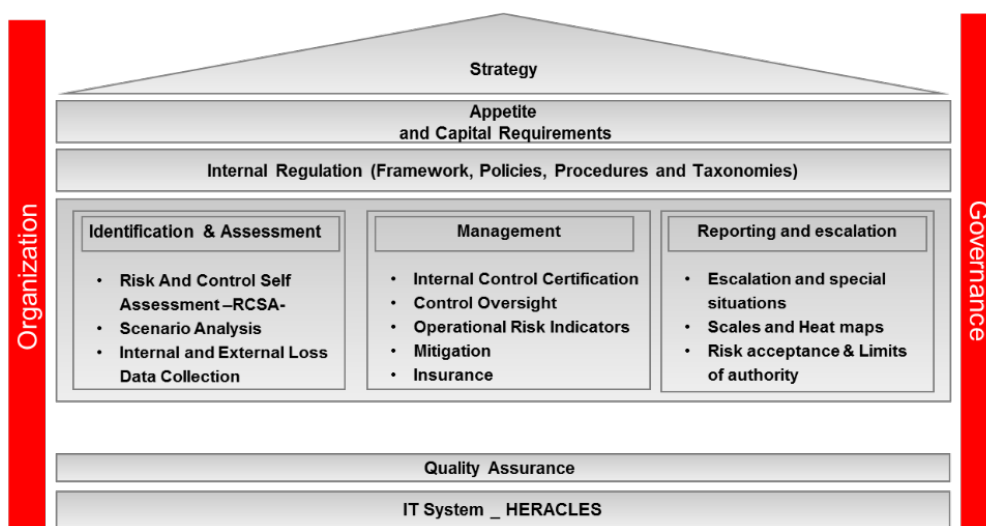 Strategy
Appetite
and Capital Requirements
Internal Regulation (Framework, Policies, Procedures and Taxonomies)
Organization
Identification & Assessment
• Risk And Control Self
Assessment –RCSA-
• Scenario Analysis
• Internal and External Loss
Data Collection
Management
• Internal Control Certification
• Control Oversight
• Operational Risk Indicators
• Mitigation
• Insurance
Reporting and escalation
• Escalation and special
situations
• Scales and Heat maps
• Risk acceptance & Limits
of authority
Governance
Quality Assurance
IT System _ HERACLES